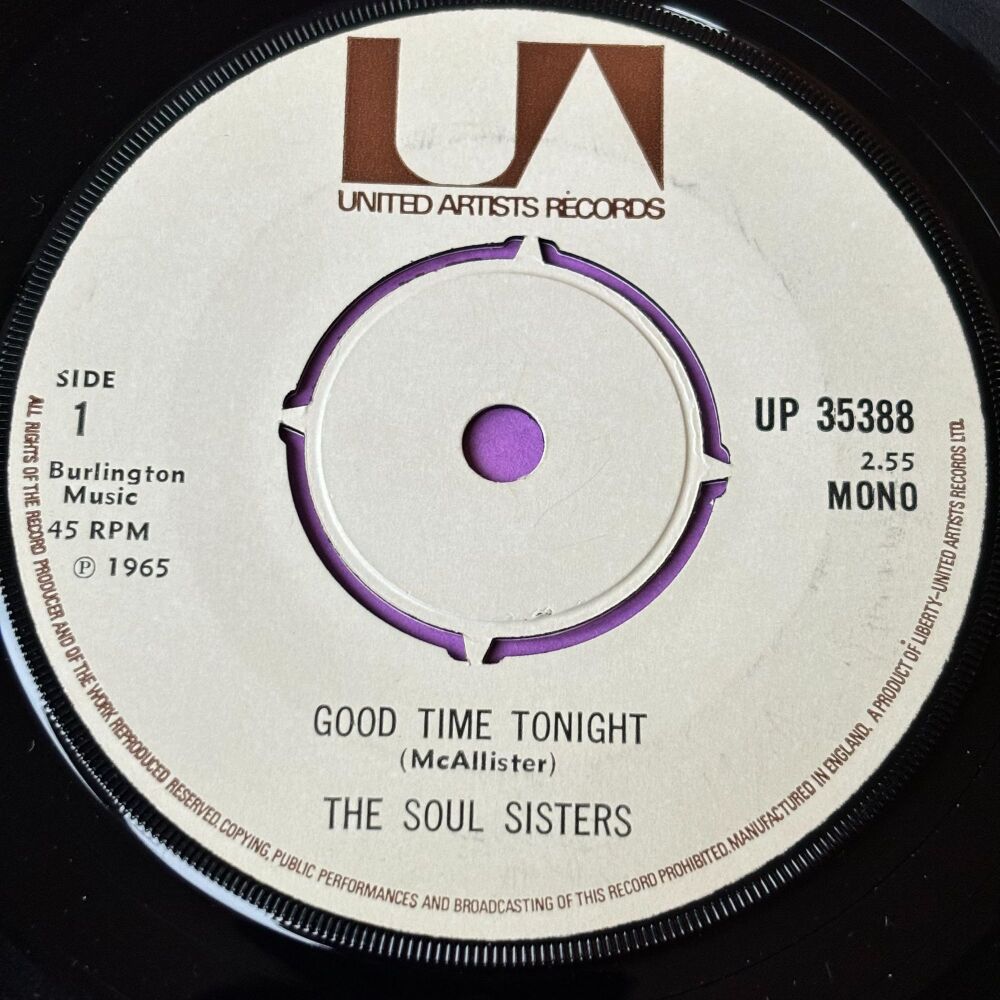 UA
UNITED ARTISTS RECORDS
SIDE
1
Burlington
Music
45 RPM
℗ 1965
UP 35388
2.55
MONO
GOOD TIME TONIGHT
(McAllister)
THE SOUL SISTERS
ALL RIGHTS OF THE RECORD PRODUCER AND OF THE WORK REPRODUCED RESERVED. COPYING, PUBLIC PERFORMANCES AND BROADCASTING OF THIS RECORD PROHIBITED. MANUFACTURED IN ENGLAND. A PRODUCT OF LIBERTY-UNITED ARTISTS RECORDS LTD.